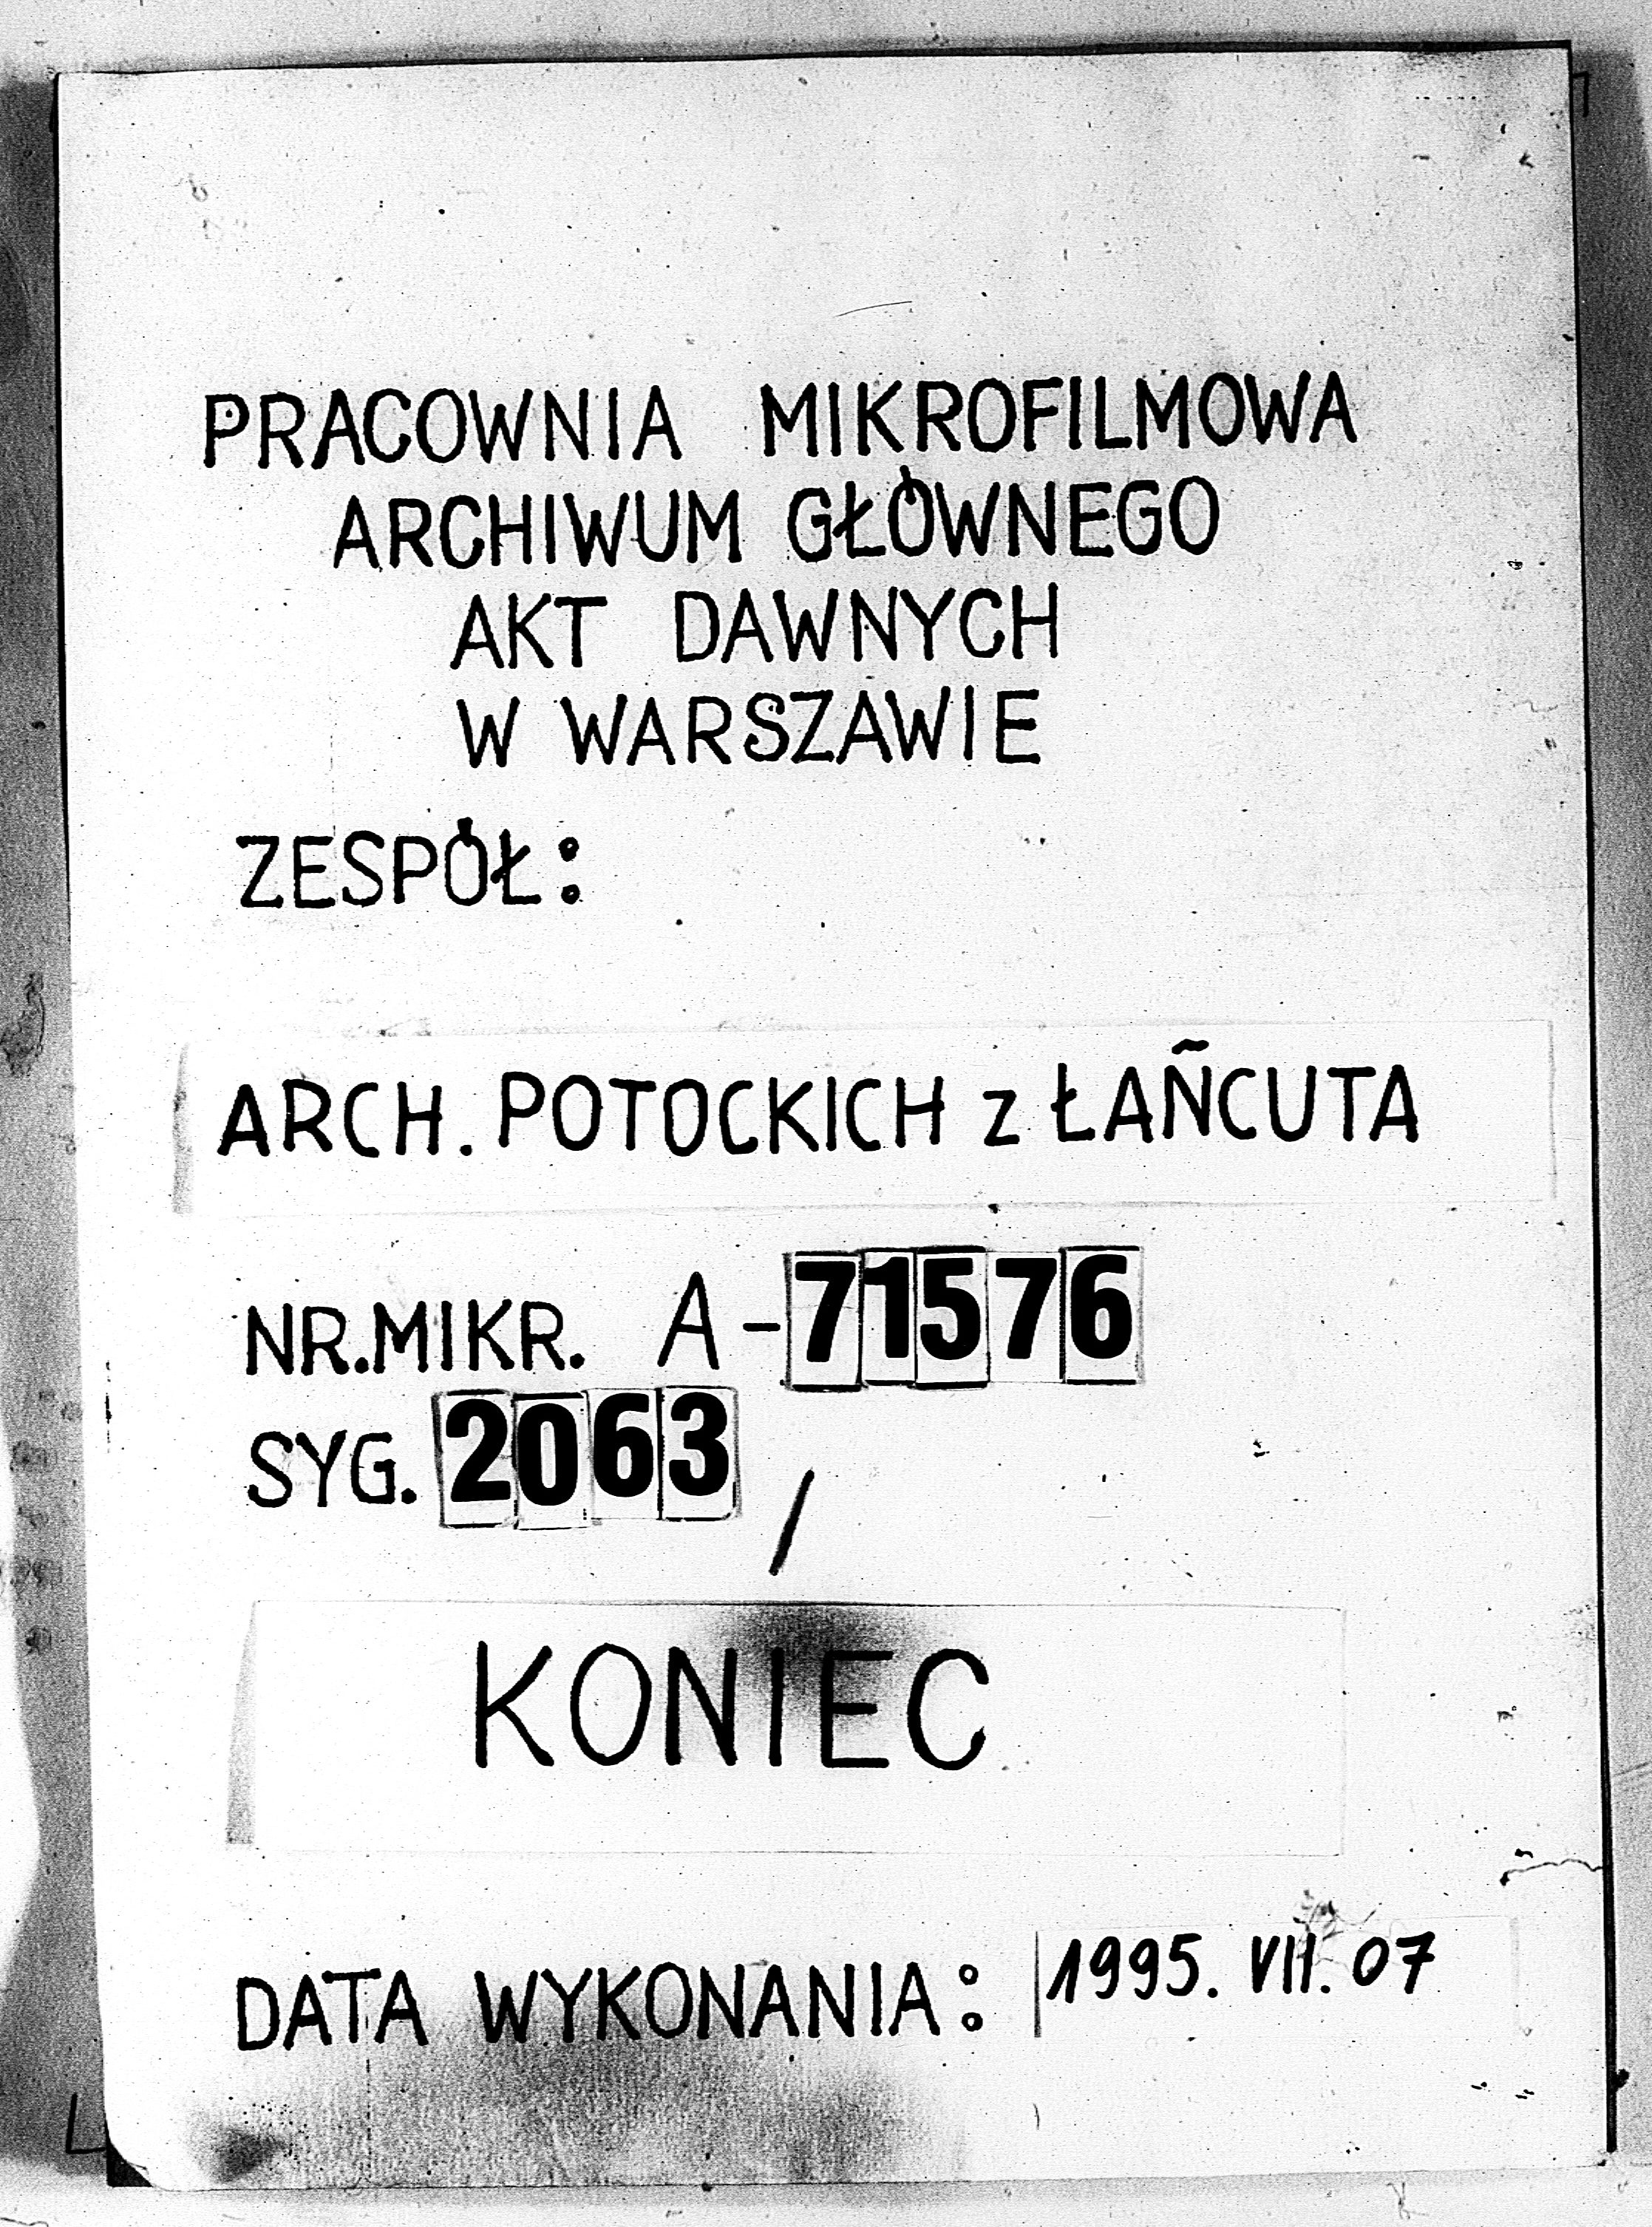 PRACOWNIA MIKROFILMOWA
ARCHIWUM GŁÓWNEGO
AKT DAWNYCH
W WARSZAWIE
ZESPÓŁ:
ARCH. POTOCKICH z ŁAŃCUTA
NR.MIKR. A-71576
SYG. 2063 /
KONIEC
DATA WYKONANIA: 1995. VII. 07